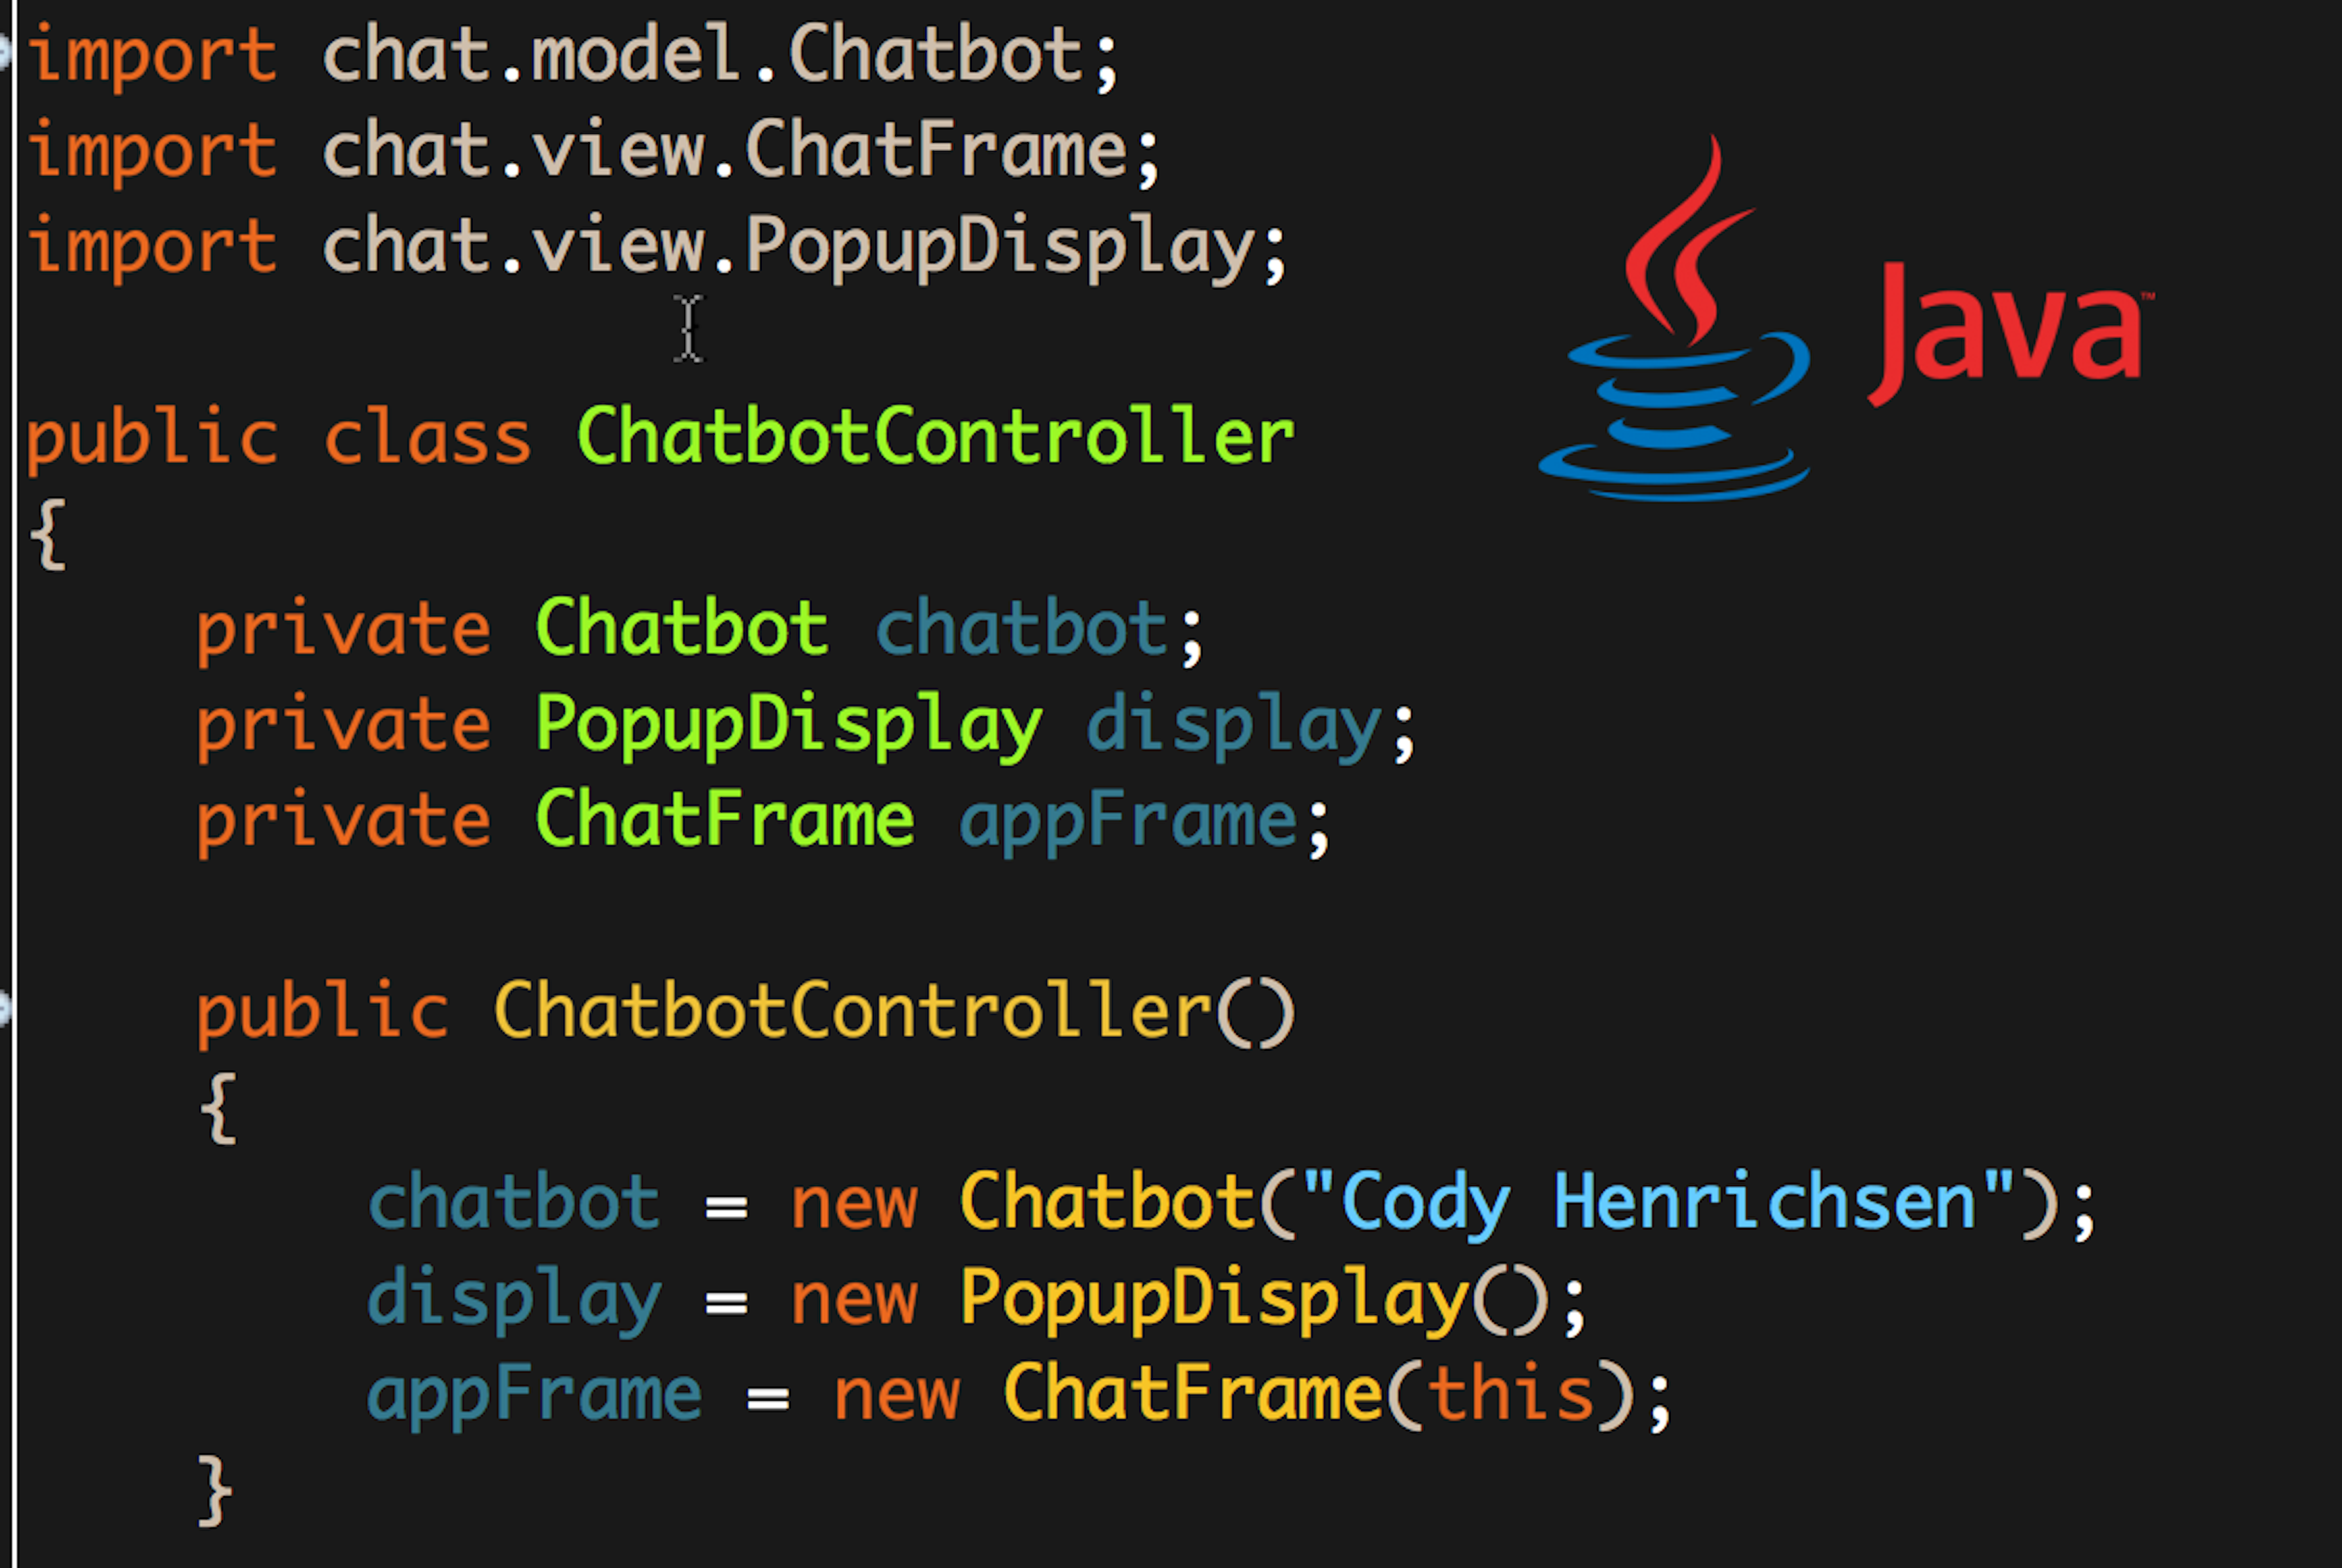 import chat.model.Chatbot;
import chat.view.ChatFrame;
import chat.view.PopupDisplay;
Java™
public class ChatbotController
{
    private Chatbot chatbot;
    private PopupDisplay display;
    private ChatFrame appFrame;
    public ChatbotController()
    {
        chatbot = new Chatbot("Cody Henrichsen");
        display = new PopupDisplay();
        appFrame = new ChatFrame(this);
    }